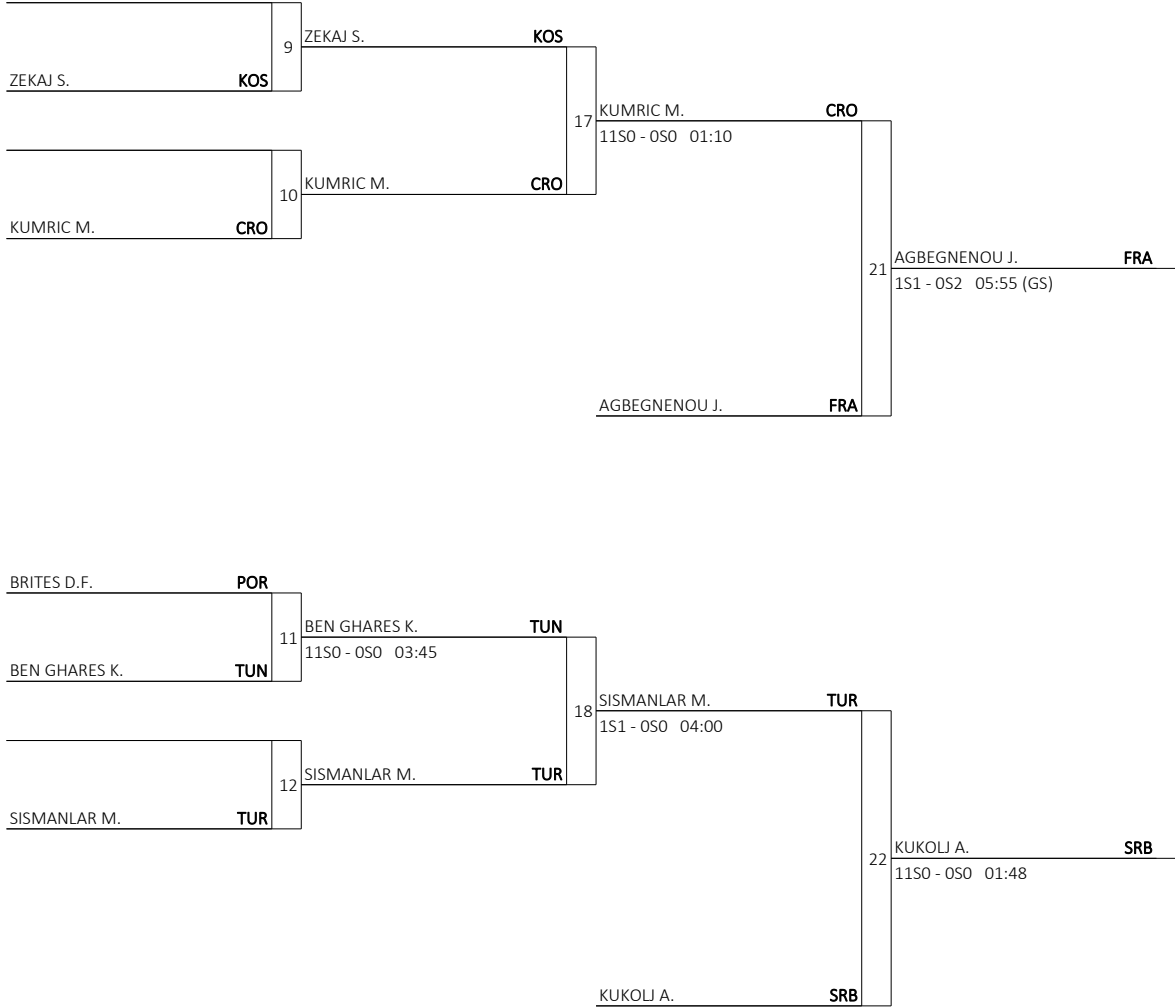 ZEKAJ S. KOS
9
ZEKAJ S. KOS
KUMRIC M. CRO
17
11S0 - 0S0 01:10
10
KUMRIC M. CRO
KUMRIC M. CRO
AGBEGNENOU J. FRA
21
1S1 - 0S2 05:55 (GS)
AGBEGNENOU J. FRA
BRITES D.F. POR
BEN GHARES K. TUN
11
11S0 - 0S0 03:45
BEN GHARES K. TUN
SISMANLAR M. TUR
18
1S1 - 0S0 04:00
SISMANLAR M. TUR
12
SISMANLAR M. TUR
KUKOLJ A. SRB
22
11S0 - 0S0 01:48
KUKOLJ A. SRB